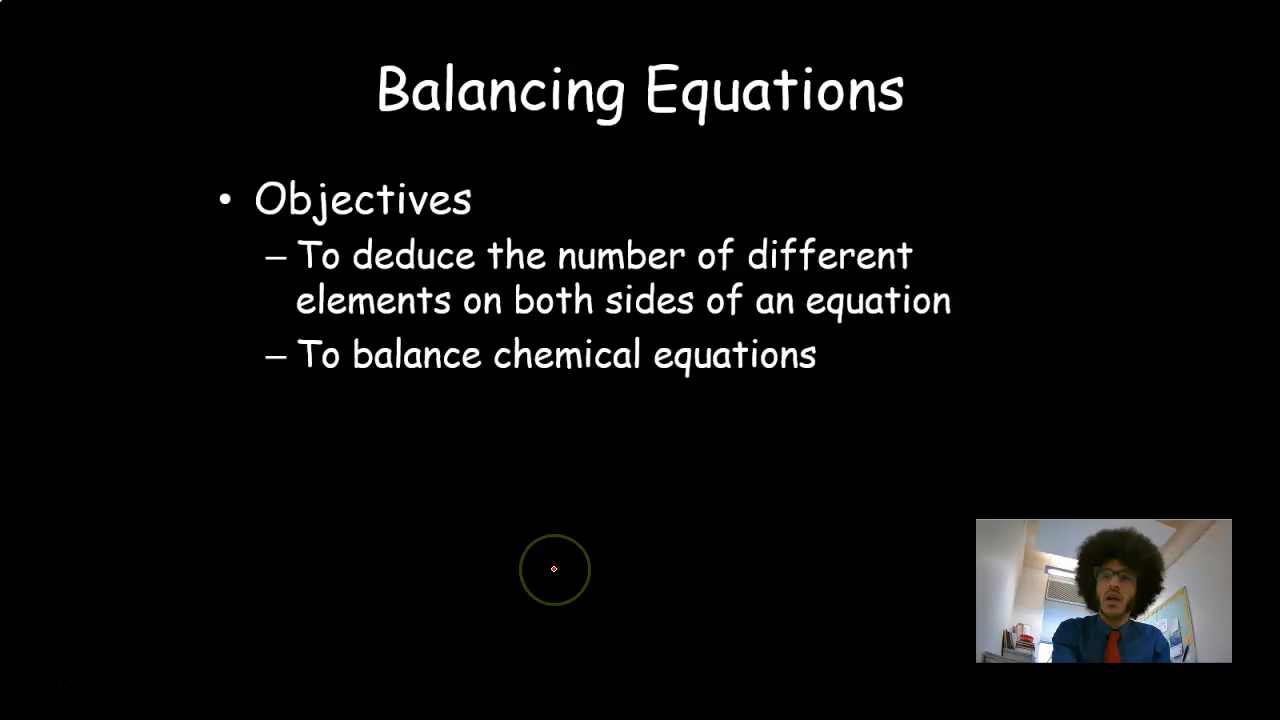 Balancing Equations
• Objectives
– To deduce the number of different
elements on both sides of an equation
– To balance chemical equations